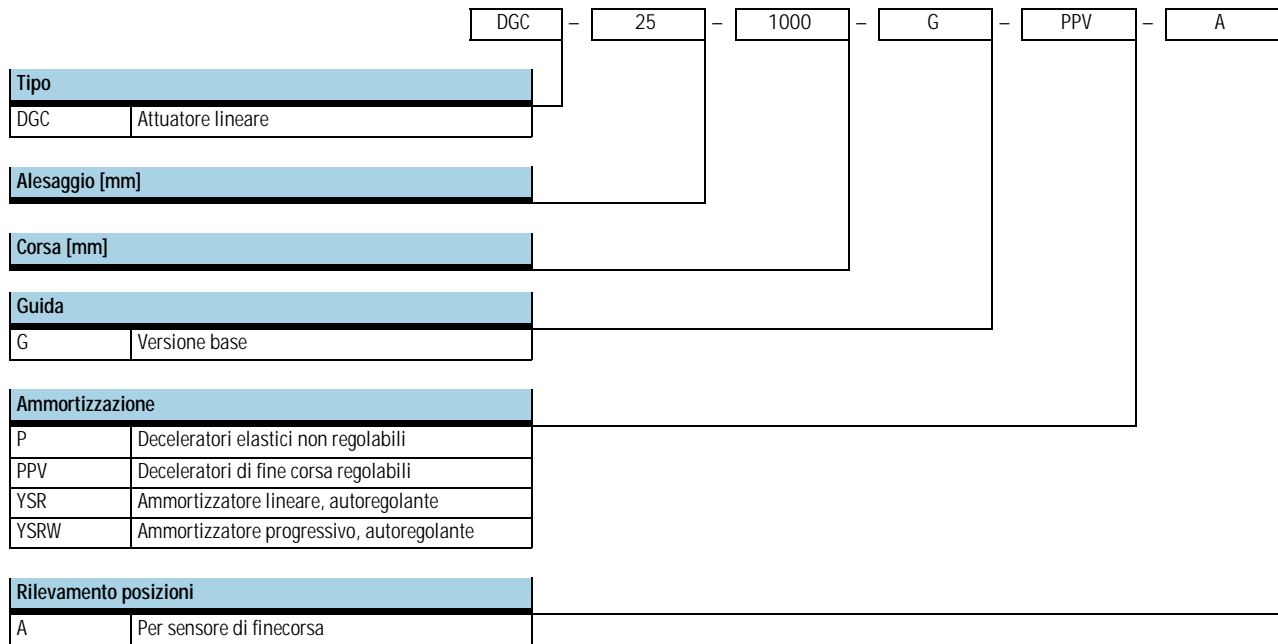 DGC – 25 – 1000 – G – PPV – A
Tipo
DGC Attuatore lineare
Alesaggio [mm]
Corsa [mm]
Guida
G Versione base
Ammortizzazione
P Deceleratori elastici non regolabili
PPV Deceleratori di fine corsa regolabili
YSR Ammortizzatore lineare, autoregolante
YSRW Ammortizzatore progressivo, autoregolante
Rilevamento posizioni
A Per sensore di finecorsa